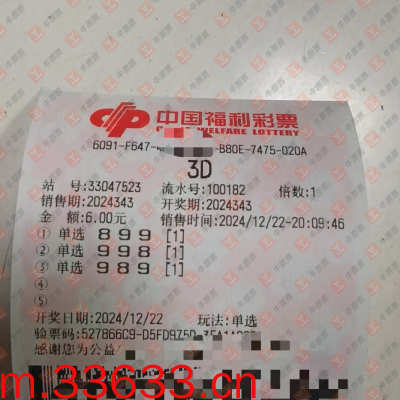 中国福利彩票
CHINA WELFARE LOTTERY
6091-F647- -B80E-7475-020A
3D
站 号:33047523 流水号:100182 倍数:1
销售期:2024343 开奖期:2024343
金 额:6.00元 销售时间:2024/12/22-20:09:46
① 单选 899 [1]
② 单选 998 [1]
③ 单选 989 [1]
④
⑤
开奖日期:2024/12/22 玩法:单选
验票码:527866C9-D5FD9Z5D-
感谢您为公益
m.33633.cn